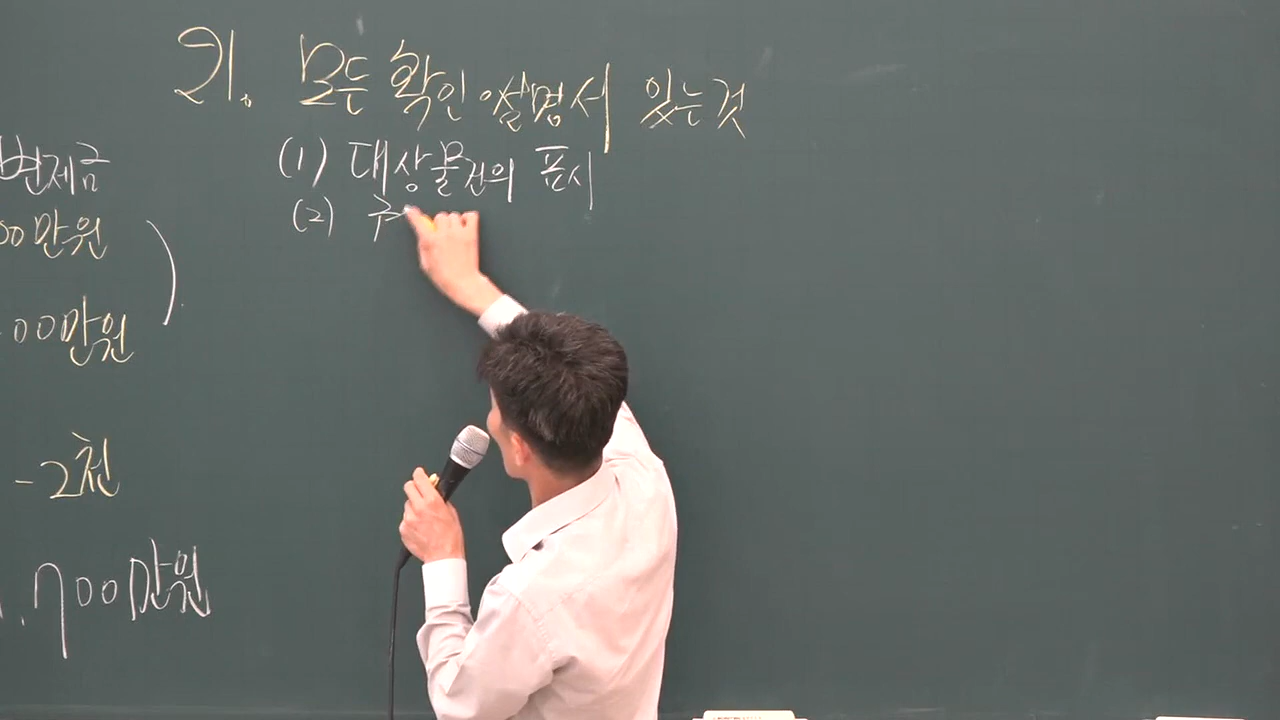 21. 모든 확인설명서 있는것
(1) 대상물건의 표시
(2)
변제금
00만원
00만원
-2천
.700만원